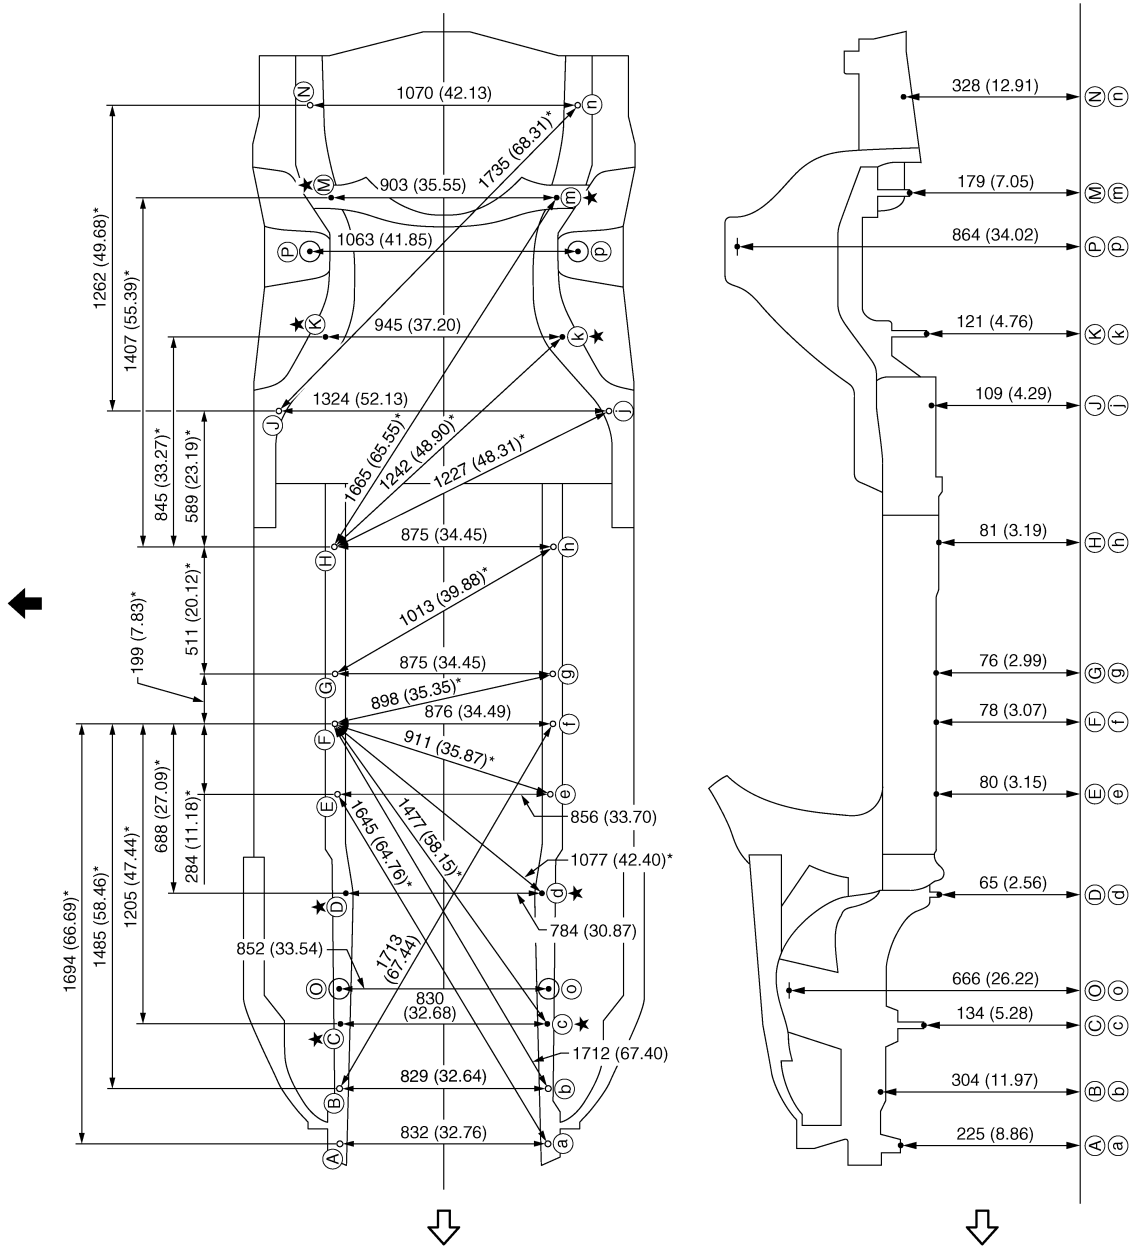 1070 (42.13)
N
n
1735 (68.31)*
★ M
903 (35.55)
m ★
P
1063 (41.85)
p
1262 (49.68)*
1407 (55.39)*
★ K
945 (37.20)
k ★
J
1324 (52.13)
j
845 (33.27)*
589 (23.19)*
1665 (65.55)*
1242 (48.90)*
1227 (48.31)*
H
875 (34.45)
h
511 (20.12)*
199 (7.83)*
1013 (39.88)*
G
875 (34.45)
g
898 (35.35)*
F
876 (34.49)
f
911 (35.87)*
E
e
856 (33.70)
688 (27.09)*
284 (11.18)*
1205 (47.44)*
1485 (58.46)*
1694 (66.69)*
1645 (64.76)*
1477 (58.15)*
1077 (42.40)*
★ D
d ★
784 (30.87)
852 (33.54)
1713
(67.44)
O
o
830
(32.68)
★ C
c ★
1712 (67.40)
B
829 (32.64)
b
A
832 (32.76)
a
328 (12.91) N n
179 (7.05) M m
864 (34.02) P p
121 (4.76) K k
109 (4.29) J j
81 (3.19) H h
76 (2.99) G g
78 (3.07) F f
80 (3.15) E e
65 (2.56) D d
666 (26.22) O o
134 (5.28) C c
304 (11.97) B b
225 (8.86) A a